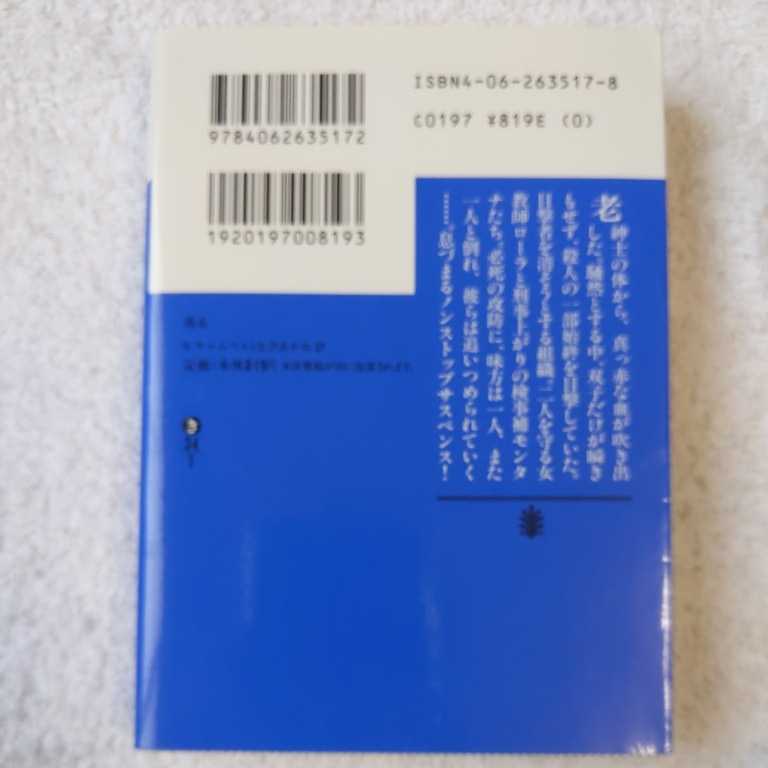 ISBN4-06-263517-8
C0197 ¥819E (0)
9784062635172
1920197008193
老紳士の体から、真っ赤な血が吹き出
した。騒然とする中、双子だけが瞬き
もせず、殺人の一部始終を目撃していた。
目撃者を消そうとする組織。二人を守る女
教師ローラと刑事上がりの検事補モンタ
ナたち。必死の攻防に、味方は一人、また
一人と倒れ、彼らは追いつめられていく
……。息づまるノンストップサスペンス!
定価:本体